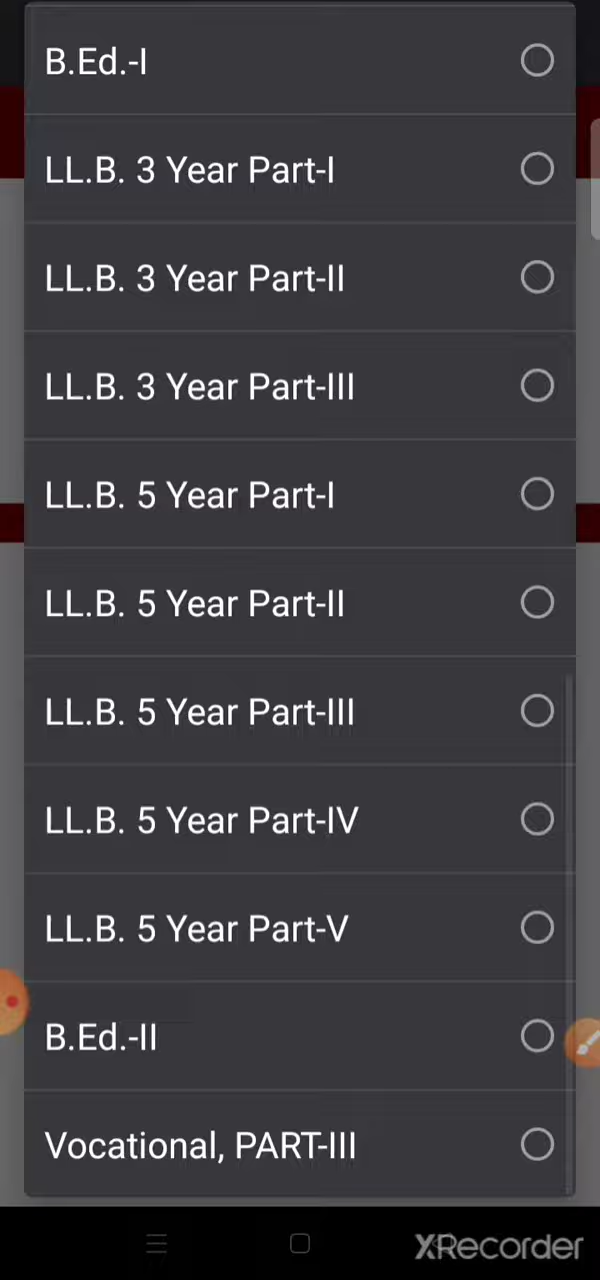 B.Ed.-I
LL.B. 3 Year Part-I
LL.B. 3 Year Part-II
LL.B. 3 Year Part-III
LL.B. 5 Year Part-I
LL.B. 5 Year Part-II
LL.B. 5 Year Part-III
LL.B. 5 Year Part-IV
LL.B. 5 Year Part-V
B.Ed.-II
Vocational, PART-III
XRecorder